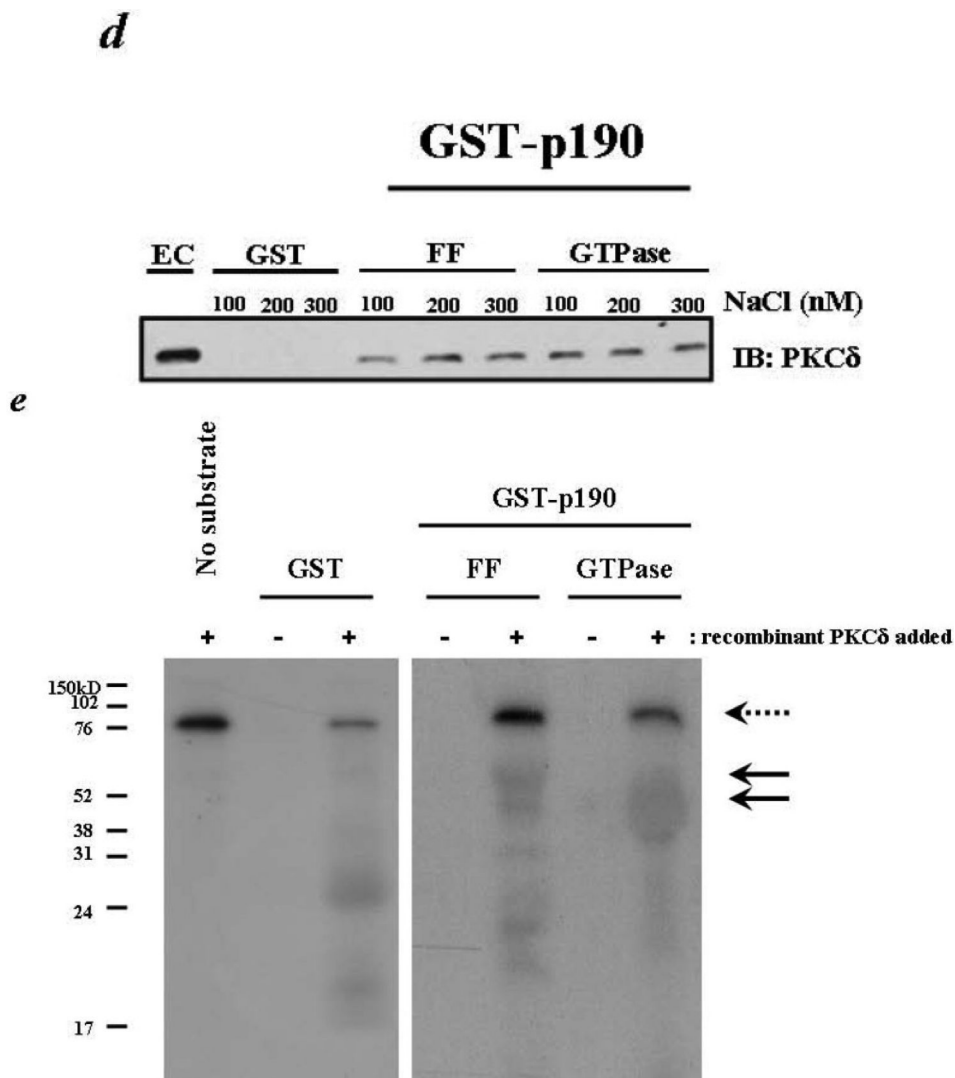 d
GST-p190
EC GST FF GTPase
100 200 300 100 200 300 100 200 300 NaCl (nM)
IB: PKCδ
e
No substrate
GST-p190
GST FF GTPase
+ - + - + - + : recombinant PKCδ added
150kD
102
76
52
38
31
24
17